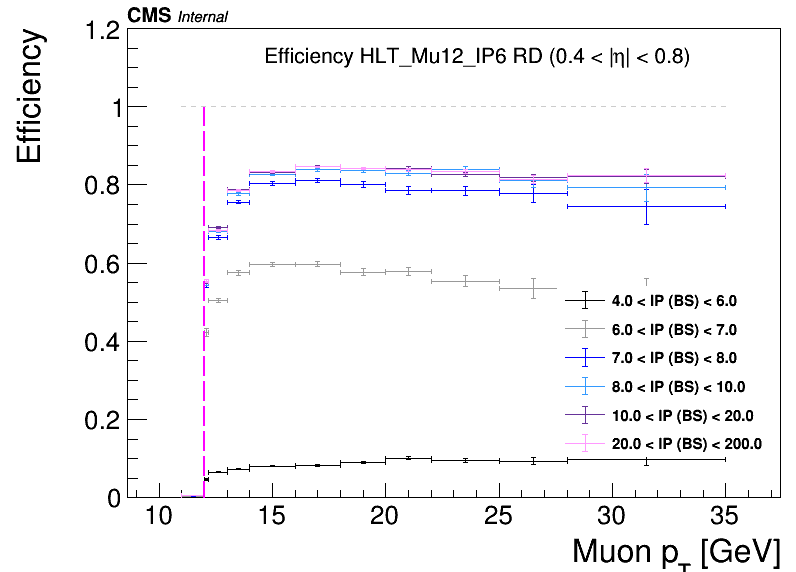 CMS Internal
Efficiency HLT_Mu12_IP6 RD (0.4 < |η| < 0.8)
Efficiency
1.2
1
0.8
0.6
0.4
0.2
0
4.0 < IP (BS) < 6.0
6.0 < IP (BS) < 7.0
7.0 < IP (BS) < 8.0
8.0 < IP (BS) < 10.0
10.0 < IP (BS) < 20.0
20.0 < IP (BS) < 200.0
10 15 20 25 30 35
Muon p_T [GeV]